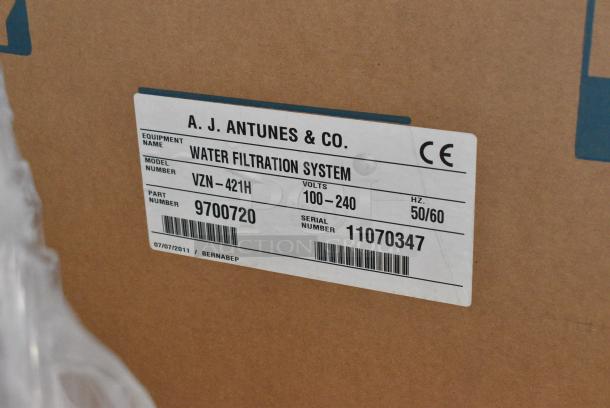 A. J. ANTUNES & CO.
CE
EQUIPMENT NAME WATER FILTRATION SYSTEM
MODEL NUMBER VZN-421H VOLTS 100-240 HZ. 50/60
PART NUMBER 9700720 SERIAL NUMBER 11070347
07/07/2011 / BERNABEP
AUCTION